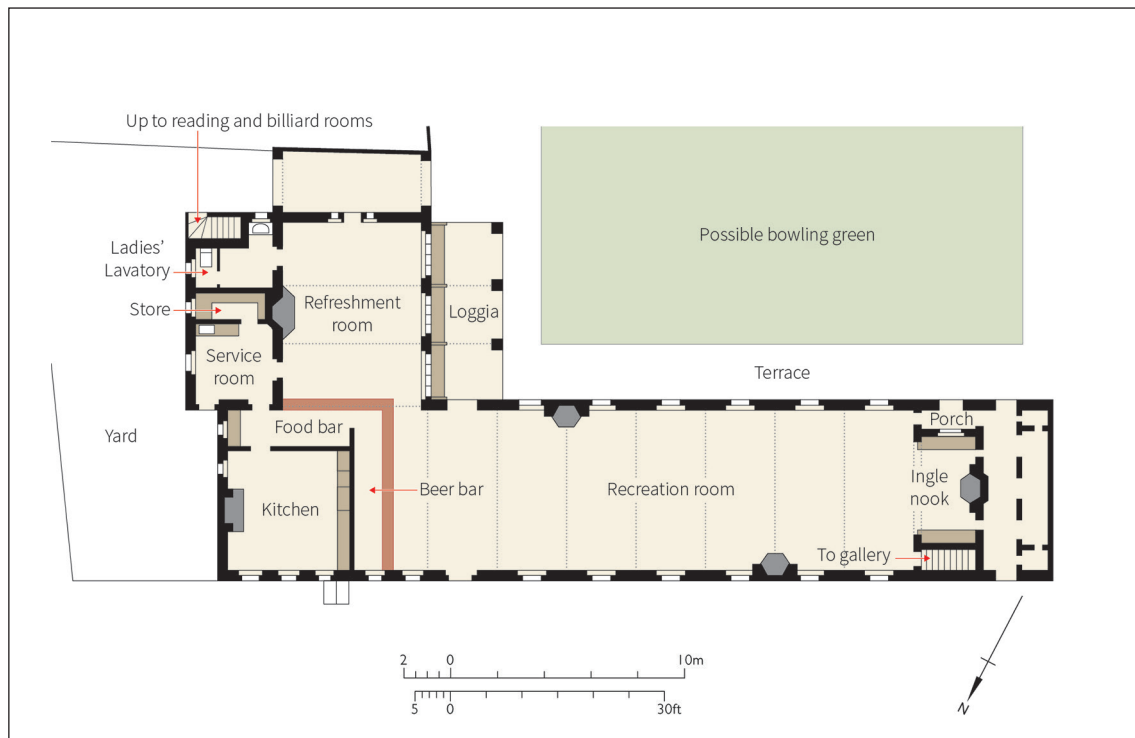 Up to reading and billiard rooms
Possible bowling green
Ladies’
Lavatory
Store
Refreshment
room
Loggia
Service
room
Terrace
Yard
Food bar
Porch
Beer bar
Recreation room
Ingle
nook
Kitchen
To gallery
2 0 10m
5 0 30ft
N